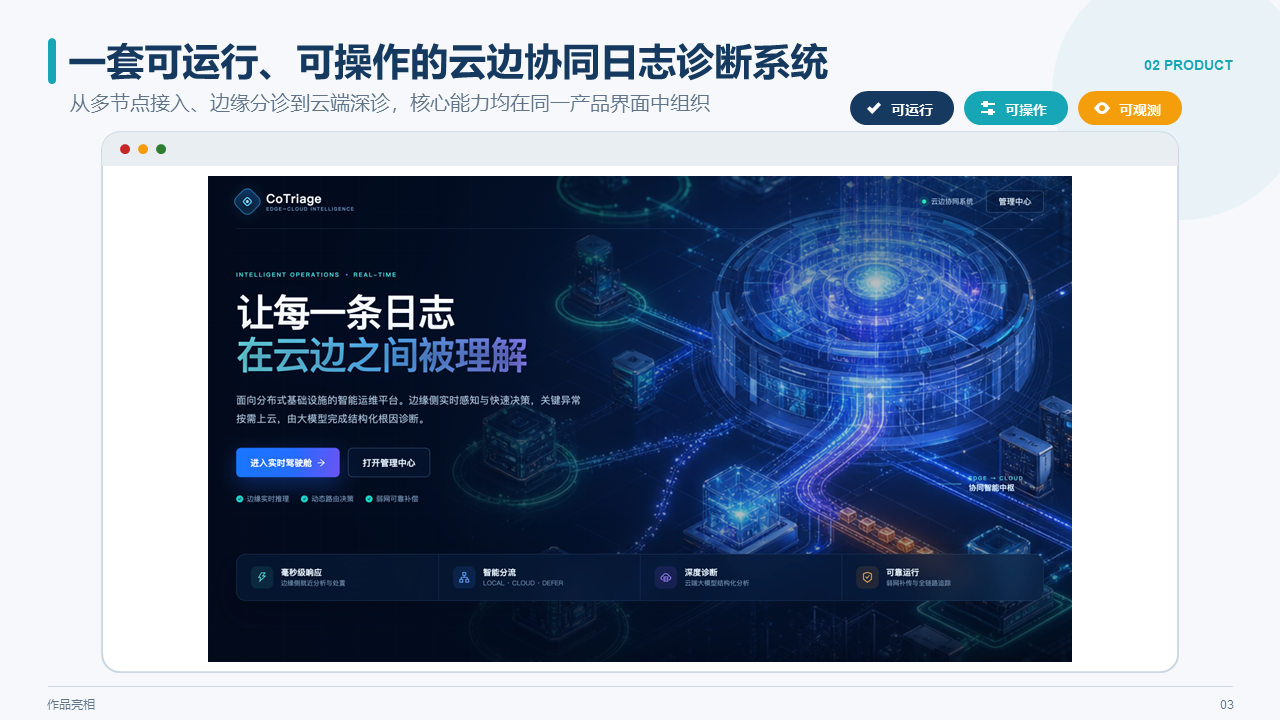 一套可运行、可操作的云边协同日志诊断系统
02 PRODUCT
从多节点接入、边缘分诊到云端深诊，核心能力均在同一产品界面中组织
可运行
可操作
可观测
CoTriage
EDGE-CLOUD INTELLIGENCE
云边协同系统
管理中心
INTELLIGENT OPERATIONS · REAL-TIME
让每一条日志
在云边之间被理解
面向分布式基础设施的智能运维平台。边缘侧实时感知与快速决策，关键异常
按需上云，由大模型完成结构化根因诊断。
进入实时驾驶舱 →
打开管理中心
边缘实时推理
动态路由决策
弱网可靠补偿
EDGE → CLOUD
协同智能中枢
毫秒级响应
边缘侧就近分析与处置
智能分流
LOCAL · CLOUD · DEFER
深度诊断
云端大模型结构化分析
可靠运行
弱网补传与全链路追踪
作品亮相
03